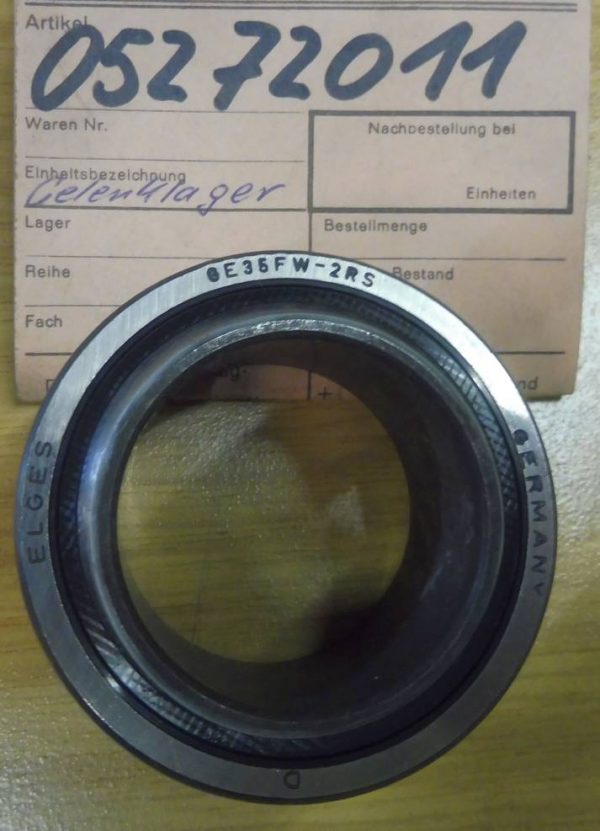 Artikel
05272011
Waren Nr.
Nachbestellung bei
Einheitsbezeichnung
Gelenklager
Einheiten
Lager
Bestellmenge
Reihe
Bestand
Fach
GE35FW-2RS
ELGES
GERMANY
D